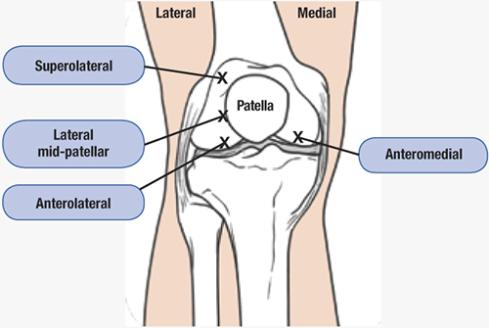 Lateral
Medial
Superolateral
Patella
Lateral
mid-patellar
Anteromedial
Anterolateral
X
X
X
X